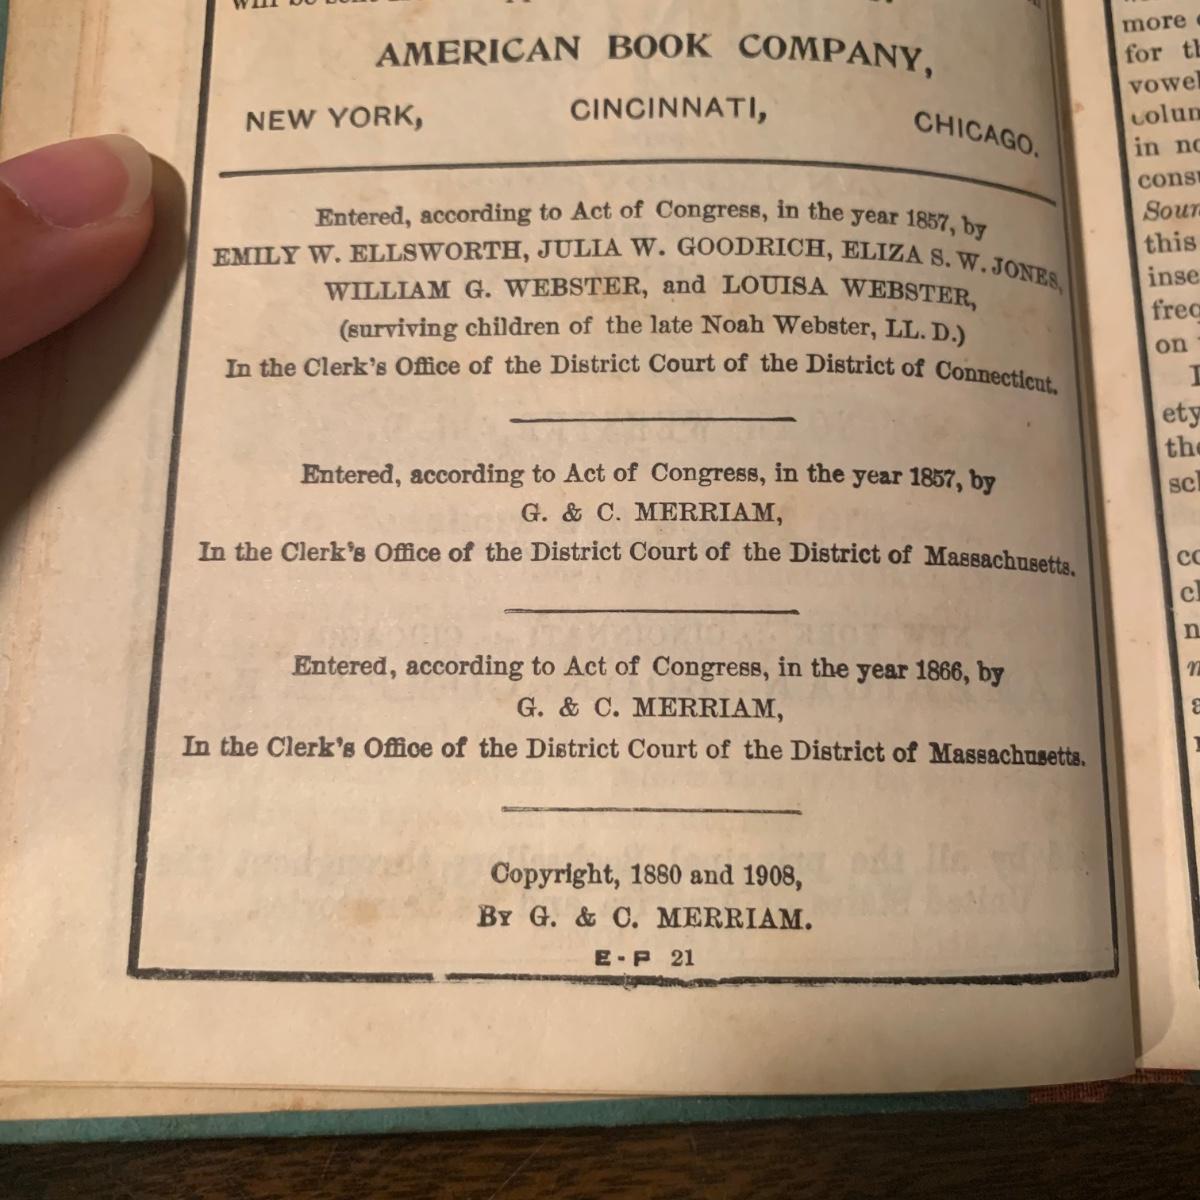 AMERICAN BOOK COMPANY,
NEW YORK, CINCINNATI, CHICAGO.
Entered, according to Act of Congress, in the year 1857, by
EMILY W. ELLSWORTH, JULIA W. GOODRICH, ELIZA S. W. JONES,
WILLIAM G. WEBSTER, and LOUISA WEBSTER,
(surviving children of the late Noah Webster, LL. D.)
In the Clerk's Office of the District Court of the District of Connecticut.
Entered, according to Act of Congress, in the year 1857, by
G. & C. MERRIAM,
In the Clerk's Office of the District Court of the District of Massachusetts.
Entered, according to Act of Congress, in the year 1866, by
G. & C. MERRIAM,
In the Clerk's Office of the District Court of the District of Massachusetts.
Copyright, 1880 and 1908,
BY G. & C. MERRIAM.
E-P 21
more
for
in
this
on